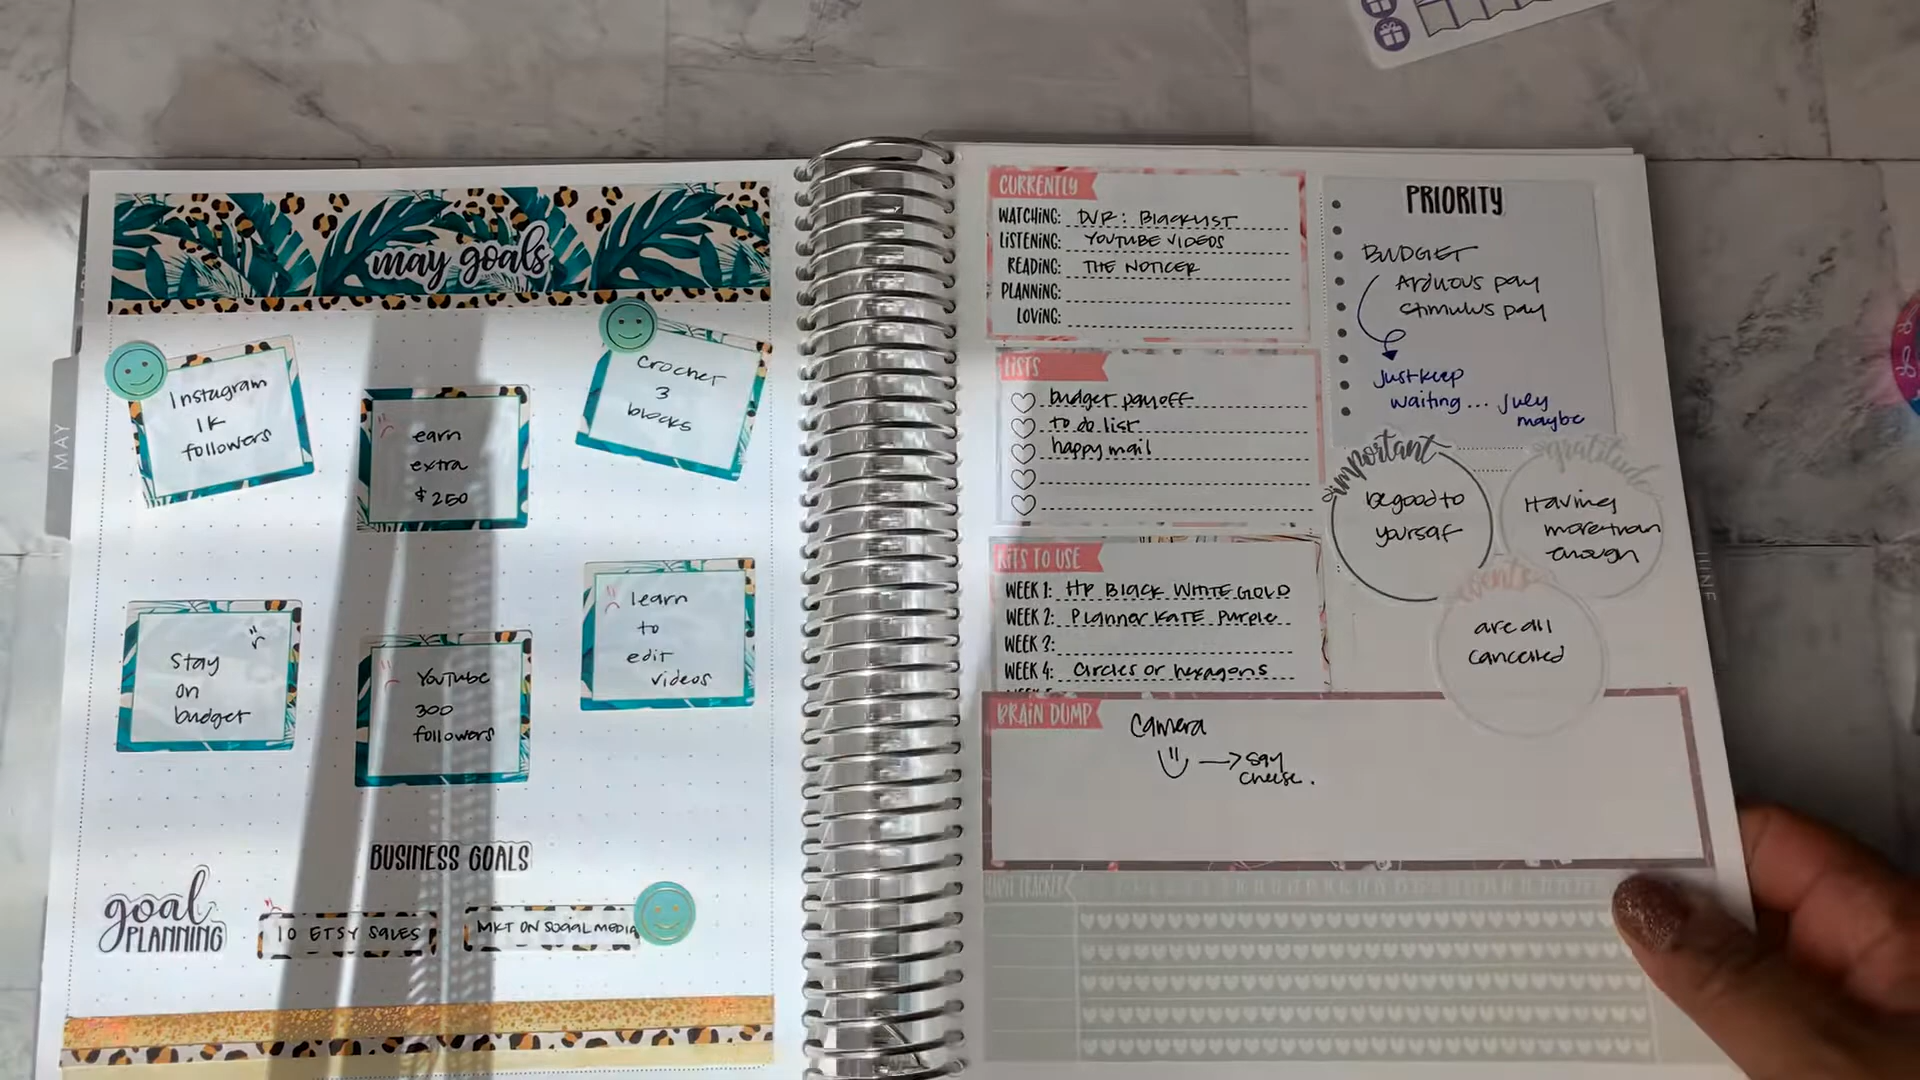 MAY
may goals
Instagram
1K
followers
earn
extra
$250
crochet
3
blocks
Stay
on
budget
YouTube
300
followers
learn
to
edit
videos
BUSINESS GOALS
goal
PLANNING
10 ETSY SALES
MKT ON SOCIAL MEDIA
CURRENTLY
WATCHING: DVR: BLACKLIST
LISTENING: YOUTUBE VIDEOS
READING: THE NOTICER
PLANNING:
LOVING:
LISTS
budget payoff
to do list
happy mail
KITS TO USE
WEEK 1: HP BLACK WHITE GOLD
WEEK 2: Planner KATE Purple
WEEK 3:
WEEK 4: circles or hexagons
PRIORITY
BUDGET
Arduous pay
stimulus pay
Just keep
waiting... July
maybe
important
be good to
yourself
gratitude
Having
more than
enough
events
are all
cancelled
BRAIN DUMP
Camera
say
cheese.
JUNE